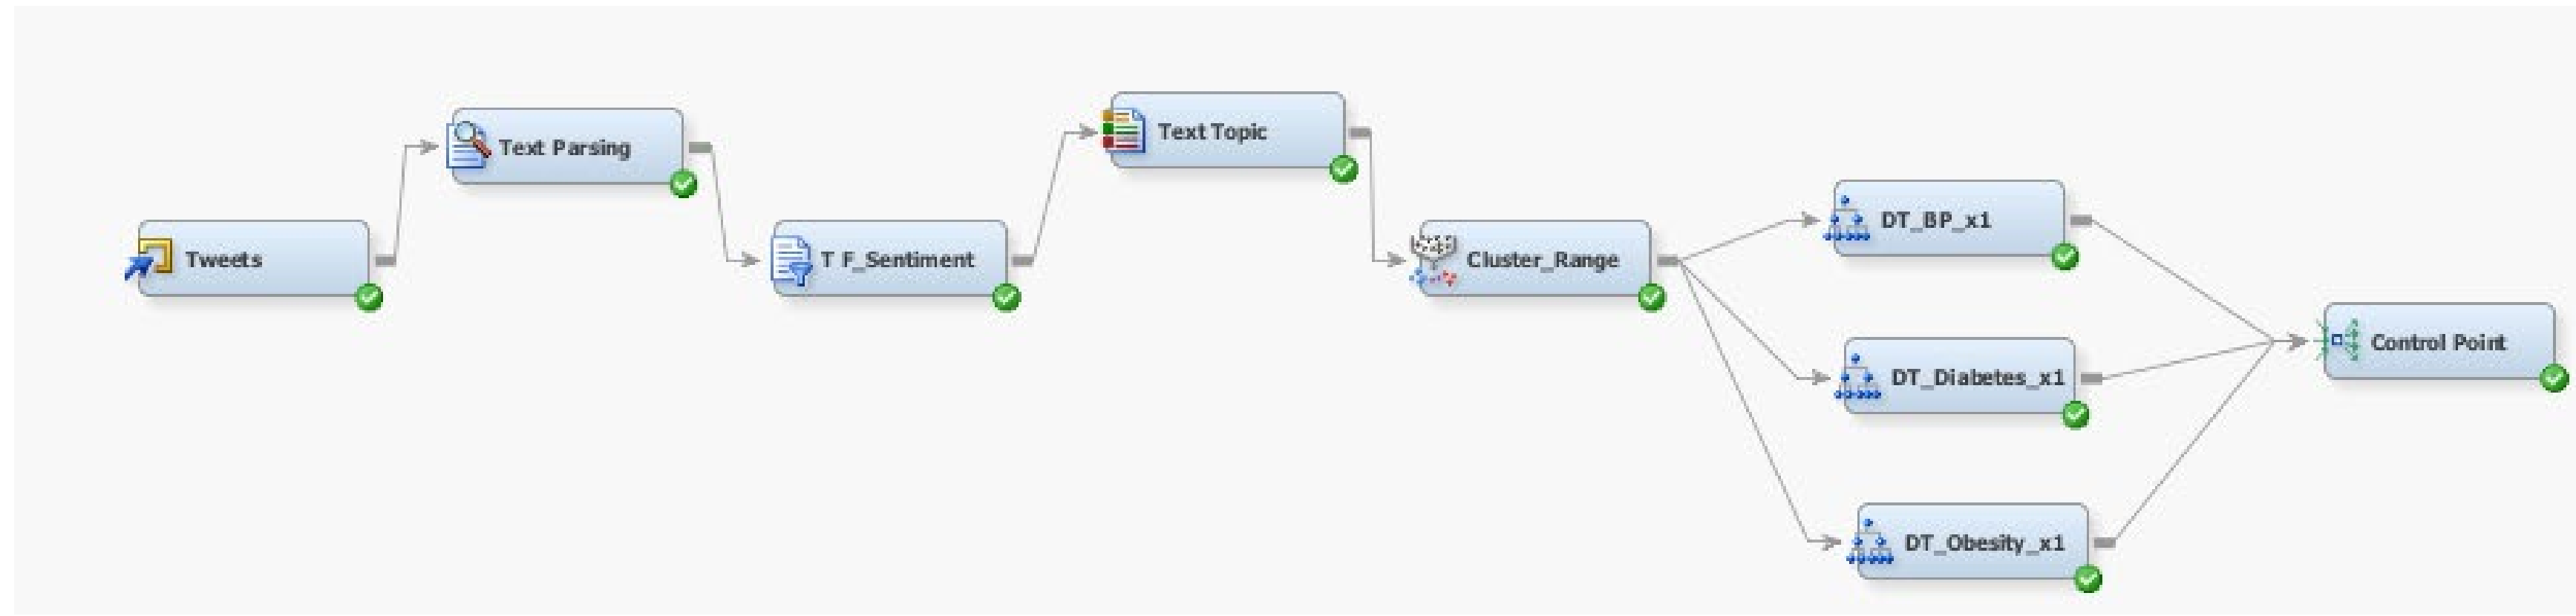 Tweets
Text Parsing
T F_Sentiment
Text Topic
Cluster_Range
DT_BP_x1
DT_Diabetes_x1
DT_Obesity_x1
Control Point